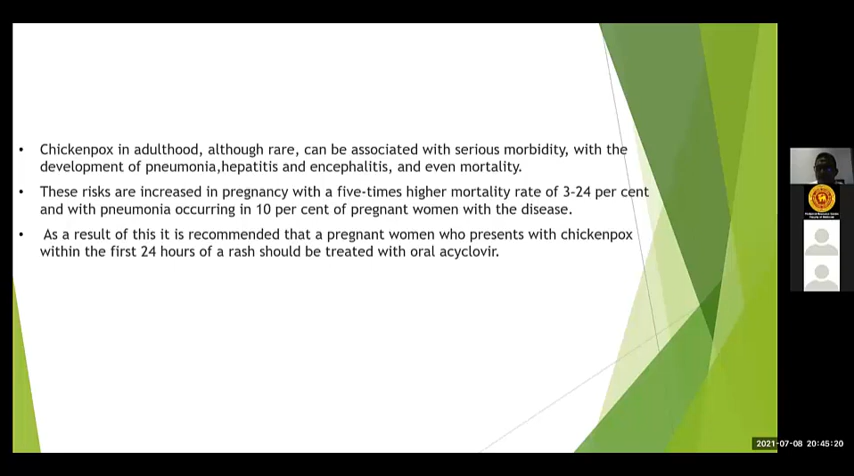 • Chickenpox in adulthood, although rare, can be associated with serious morbidity, with the
development of pneumonia,hepatitis and encephalitis, and even mortality.
• These risks are increased in pregnancy with a five-times higher mortality rate of 3-24 per cent
and with pneumonia occurring in 10 per cent of pregnant women with the disease.
• As a result of this it is recommended that a pregnant women who presents with chickenpox
within the first 24 hours of a rash should be treated with oral acyclovir.
2021-07-08 20:45:20